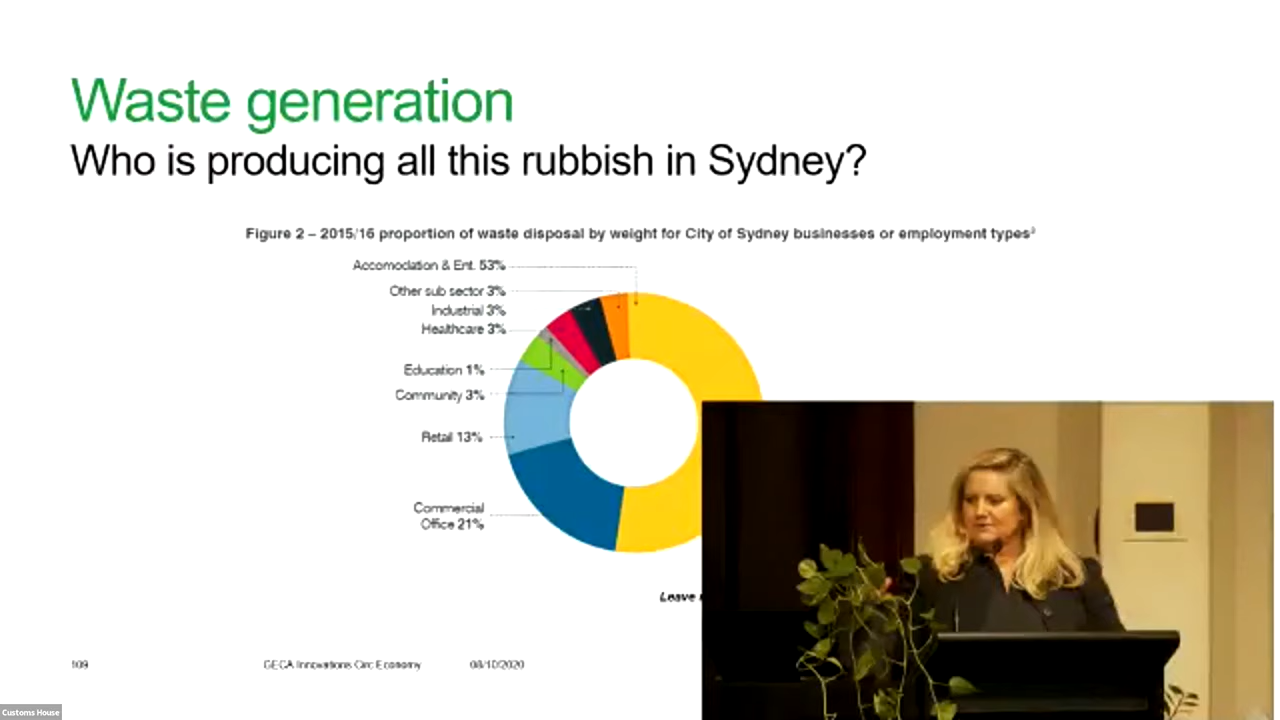 Waste generation
Who is producing all this rubbish in Sydney?
Figure 2 – 2015/16 proportion of waste disposal by weight for City of Sydney businesses or employment types
Accomodation & Ent. 53%
Other sub sector 3%
Industrial 3%
Healthcare 3%
Education 1%
Community 3%
Retail 13%
Commercial
Office 21%
Leave
109 GECA Innovations Circ Economy 08/10/2020
Customs House